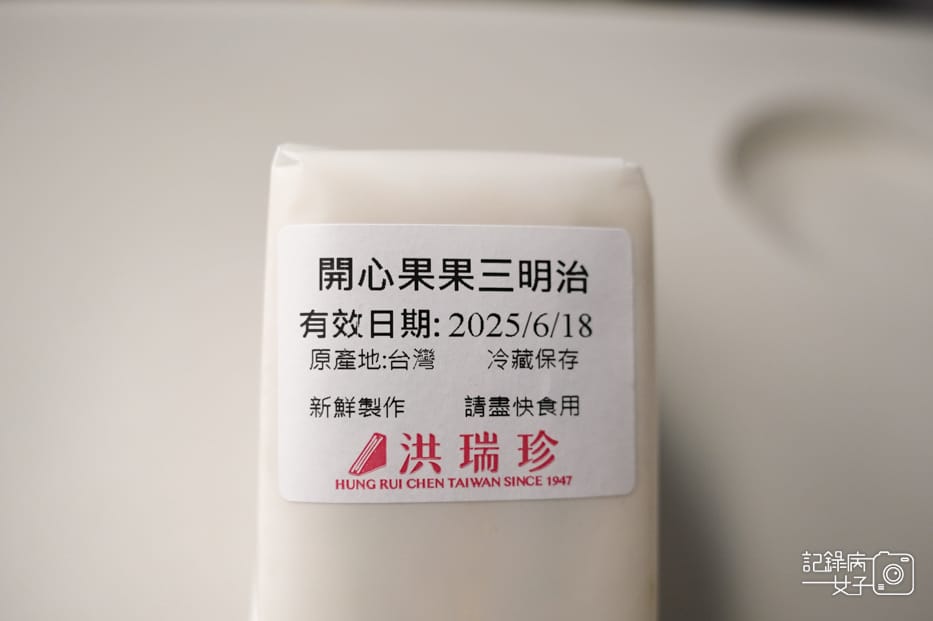 開心果果三明治
有效日期: 2025/6/18
原產地:台灣 冷藏保存
新鮮製作 請盡快食用
洪瑞珍
HUNG RUI CHEN TAIWAN SINCE 1947
記錄病
女子